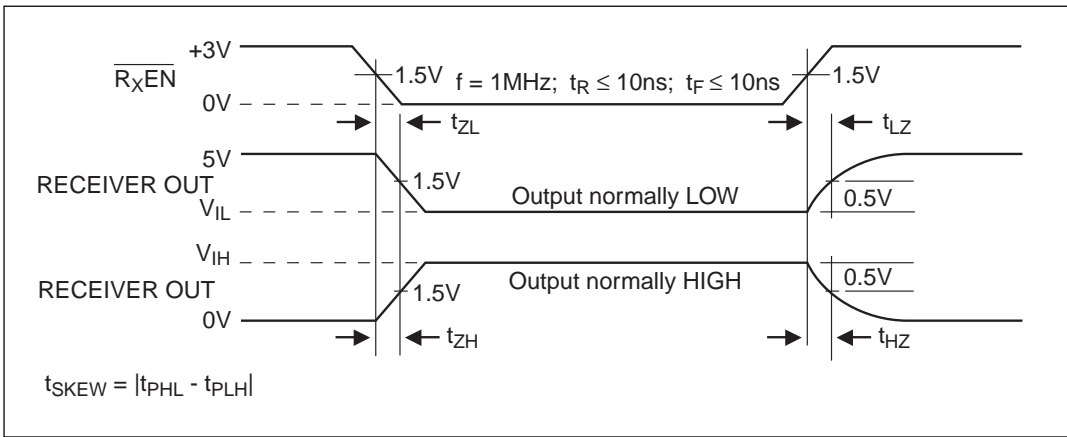 +3V
R̅x̅E̅N̅
1.5V
f = 1MHz; tR ≤ 10ns; tF ≤ 10ns
1.5V
0V
tZL
tLZ
5V
RECEIVER OUT
1.5V
Output normally LOW
0.5V
VIL
VIH
RECEIVER OUT
1.5V
Output normally HIGH
0.5V
0V
tZH
tHZ
tSKEW = |tPHL - tPLH|